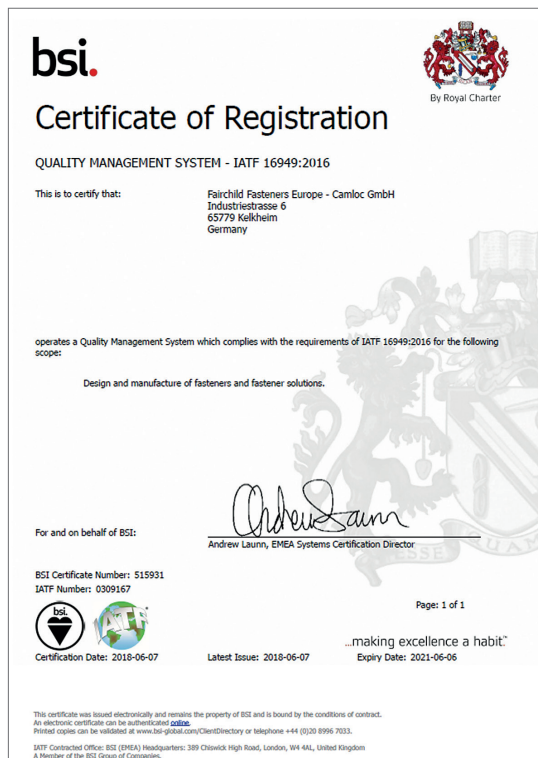 bsi.
By Royal Charter
Certificate of Registration
QUALITY MANAGEMENT SYSTEM - IATF 16949:2016
This is to certify that:
Fairchild Fasteners Europe - Camloc GmbH
Industriestrasse 6
65779 Kelkheim
Germany
operates a Quality Management System which complies with the requirements of IATF 16949:2016 for the following
scope:
Design and manufacture of fasteners and fastener solutions.
For and on behalf of BSI:
Andrew Launn, EMEA Systems Certification Director
BSI Certificate Number: 515931
IATF Number: 0309167
Page: 1 of 1
bsi.
IATF
...making excellence a habit.™
Certification Date: 2018-06-07
Latest Issue: 2018-06-07
Expiry Date: 2021-06-06
This certificate was issued electronically and remains the property of BSI and is bound by the conditions of contract.
An electronic certificate can be authenticated online.
Printed copies can be validated at www.bsi-global.com/ClientDirectory or telephone +44 (0)20 8996 7033.
IATF Contracted Office: BSI (EMEA) Headquarters: 389 Chiswick High Road, London, W4 4AL, United Kingdom
A Member of the BSI Group of Companies.